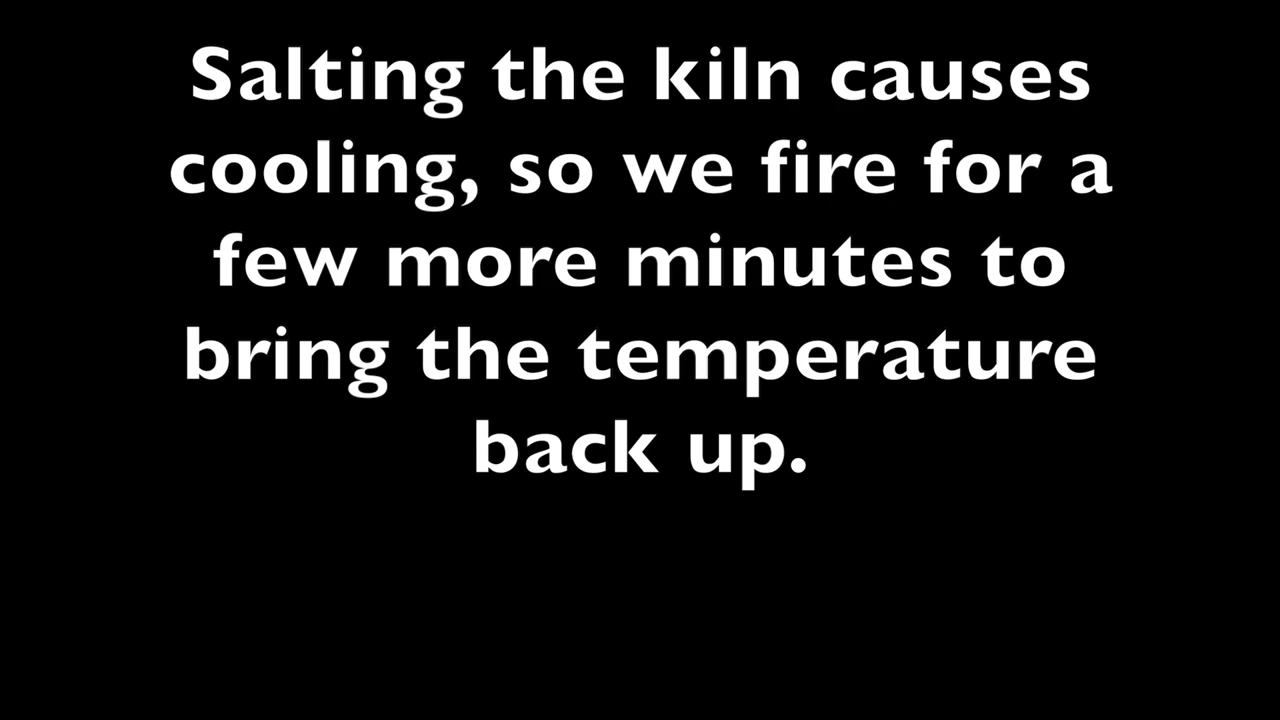 Salting the kiln causes
cooling, so we fire for a
few more minutes to
bring the temperature
back up.